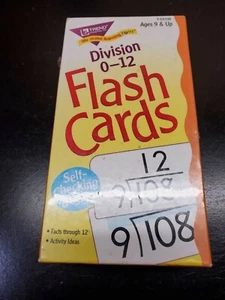 TREND
Ages 9 & Up
Division
0–12
Flash
Cards
Self-
checking
12
9)108
9)108
• Facts through 12
• Activity Ideas